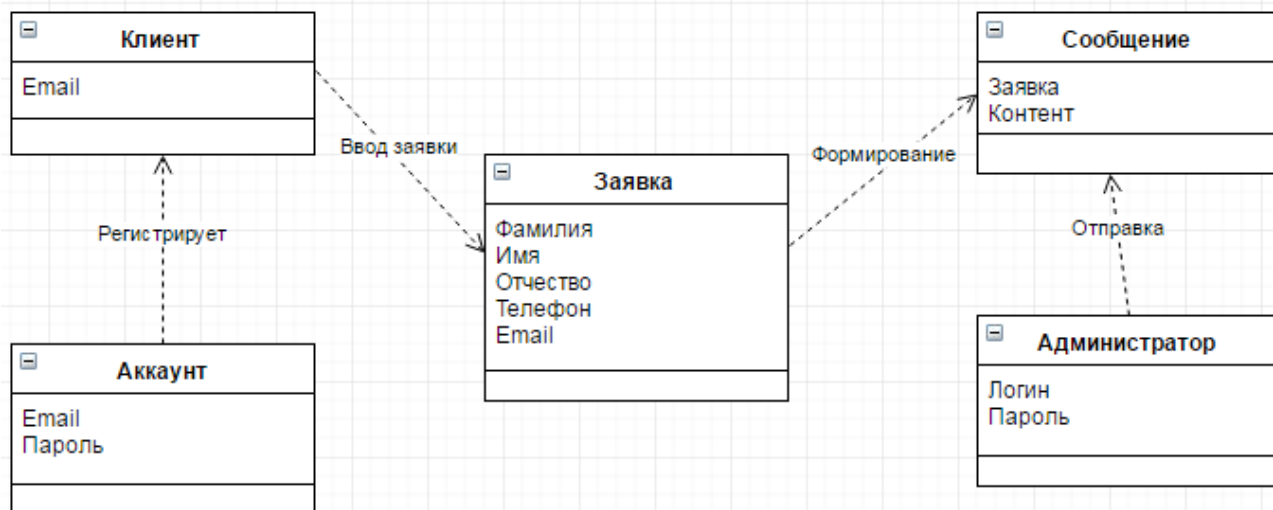 Клиент
Email
Ввод заявки
Регистрирует
Аккаунт
Email
Пароль
Заявка
Фамилия
Имя
Отчество
Телефон
Email
Формирование
Сообщение
Заявка
Контент
Отправка
Администратор
Логин
Пароль